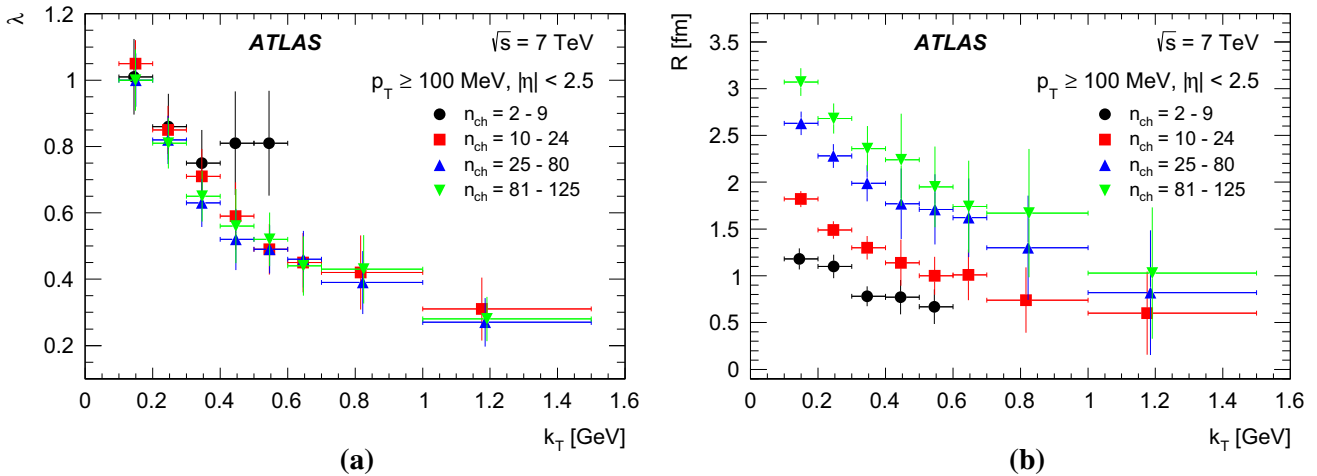 λ
ATLAS
√s = 7 TeV
p_T ≥ 100 MeV, |η| < 2.5
n_ch = 2 - 9
n_ch = 10 - 24
n_ch = 25 - 80
n_ch = 81 - 125
1.2
1
0.8
0.6
0.4
0.2
0 0.2 0.4 0.6 0.8 1 1.2 1.4 1.6
k_T [GeV]
(a)
R [fm]
ATLAS
√s = 7 TeV
p_T ≥ 100 MeV, |η| < 2.5
n_ch = 2 - 9
n_ch = 10 - 24
n_ch = 25 - 80
n_ch = 81 - 125
3.5
3
2.5
2
1.5
1
0.5
0
0 0.2 0.4 0.6 0.8 1 1.2 1.4 1.6
k_T [GeV]
(b)